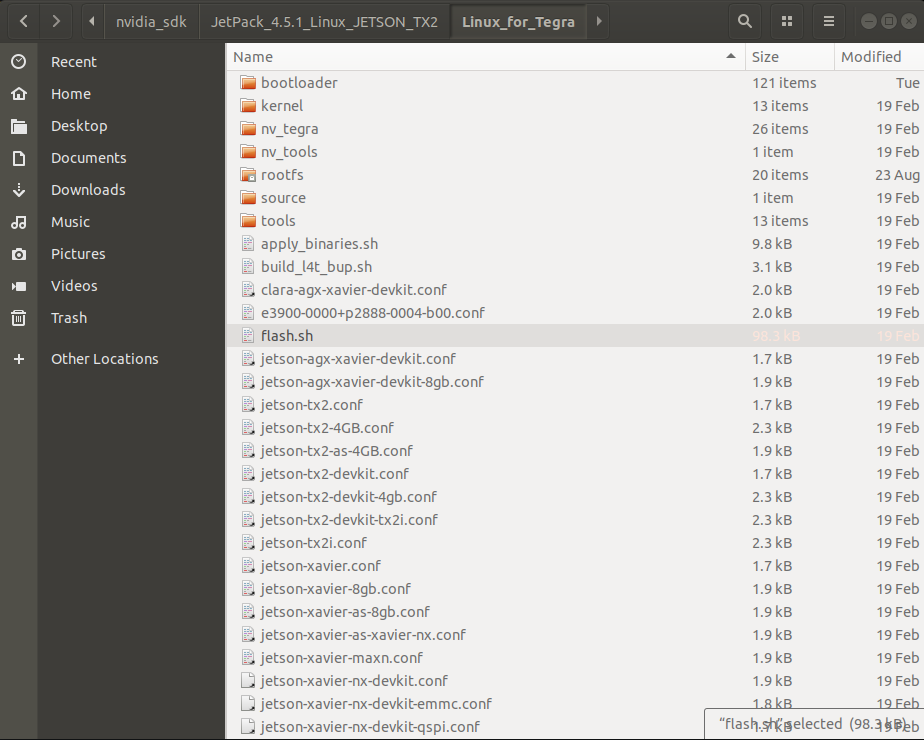 nvidia_sdk JetPack_4.5.1_Linux_JETSON_TX2 Linux_for_Tegra
Recent
Home
Desktop
Documents
Downloads
Music
Pictures
Videos
Trash
Other Locations
Name Size Modified
bootloader 121 items Tue
kernel 13 items 19 Feb
nv_tegra 26 items 19 Feb
nv_tools 1 item 19 Feb
rootfs 20 items 23 Aug
source 1 item 19 Feb
tools 13 items 19 Feb
apply_binaries.sh 9.8 kB 19 Feb
build_l4t_bup.sh 3.1 kB 19 Feb
clara-agx-xavier-devkit.conf 2.0 kB 19 Feb
e3900-0000+p2888-0004-b00.conf 2.0 kB 19 Feb
flash.sh 98.3 kB 19 Feb
jetson-agx-xavier-devkit.conf 1.7 kB 19 Feb
jetson-agx-xavier-devkit-8gb.conf 1.9 kB 19 Feb
jetson-tx2.conf 1.7 kB 19 Feb
jetson-tx2-4GB.conf 2.3 kB 19 Feb
jetson-tx2-as-4GB.conf 1.9 kB 19 Feb
jetson-tx2-devkit.conf 1.7 kB 19 Feb
jetson-tx2-devkit-4gb.conf 2.3 kB 19 Feb
jetson-tx2-devkit-tx2i.conf 2.3 kB 19 Feb
jetson-tx2i.conf 2.3 kB 19 Feb
jetson-xavier.conf 1.7 kB 19 Feb
jetson-xavier-8gb.conf 1.9 kB 19 Feb
jetson-xavier-as-8gb.conf 1.9 kB 19 Feb
jetson-xavier-as-xavier-nx.conf 1.9 kB 19 Feb
jetson-xavier-maxn.conf 1.9 kB 19 Feb
jetson-xavier-nx-devkit.conf 1.9 kB 19 Feb
jetson-xavier-nx-devkit-emmc.conf 1.8 kB 19 Feb
jetson-xavier-nx-devkit-qspi.conf 1.7 kB 19 Feb
“flash.sh” selected (98.3 kB)